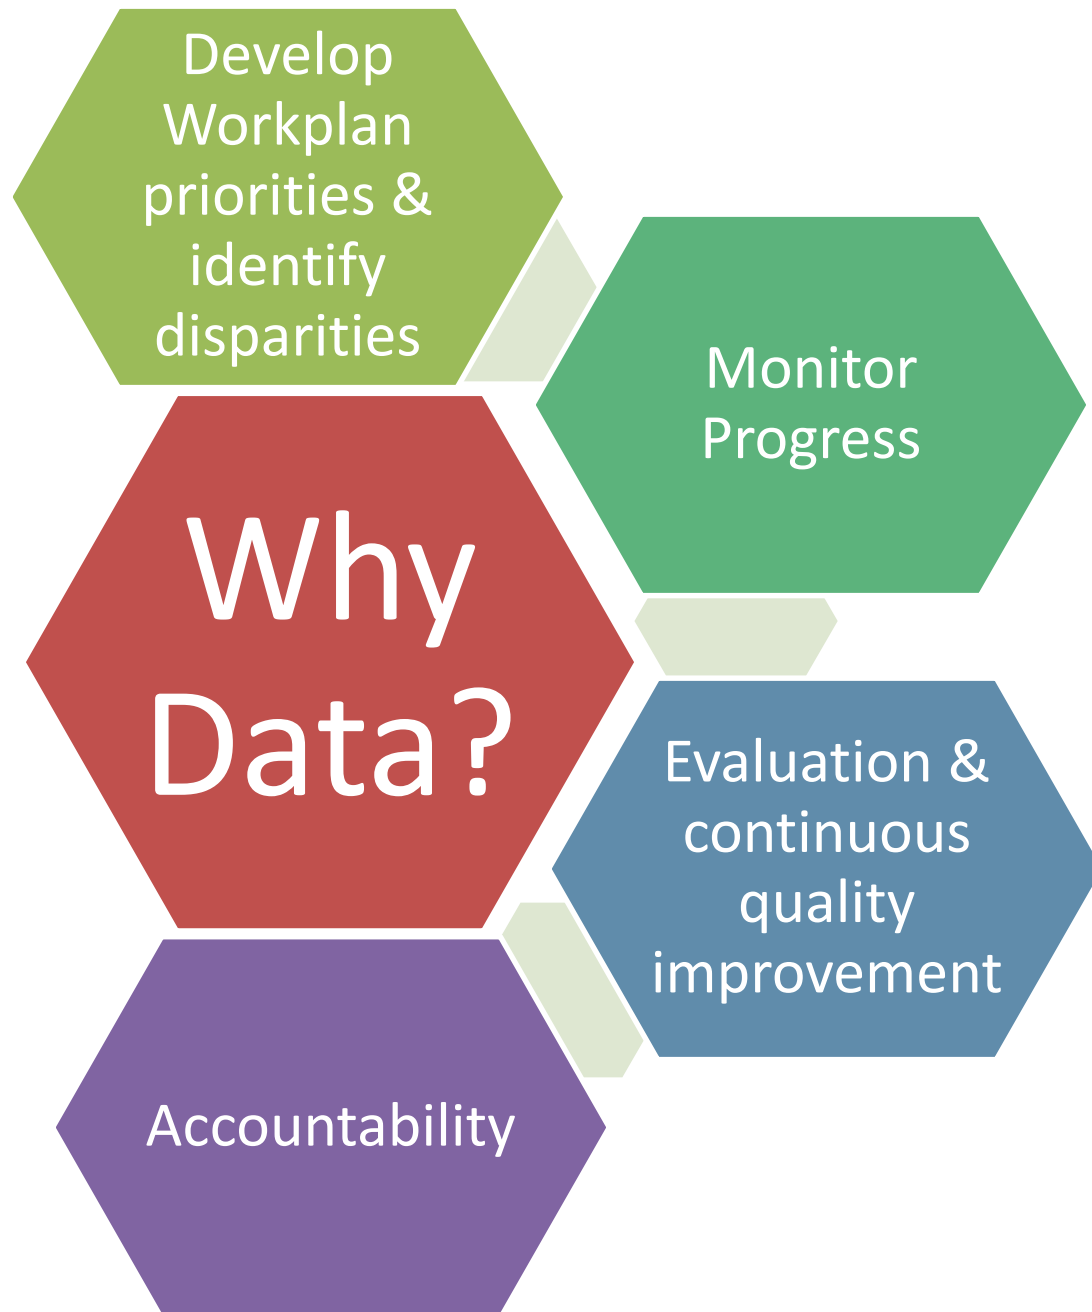 Develop
Workplan
priorities &
identify
disparities
Monitor
Progress
Why
Data?
Evaluation &
continuous
quality
improvement
Accountability